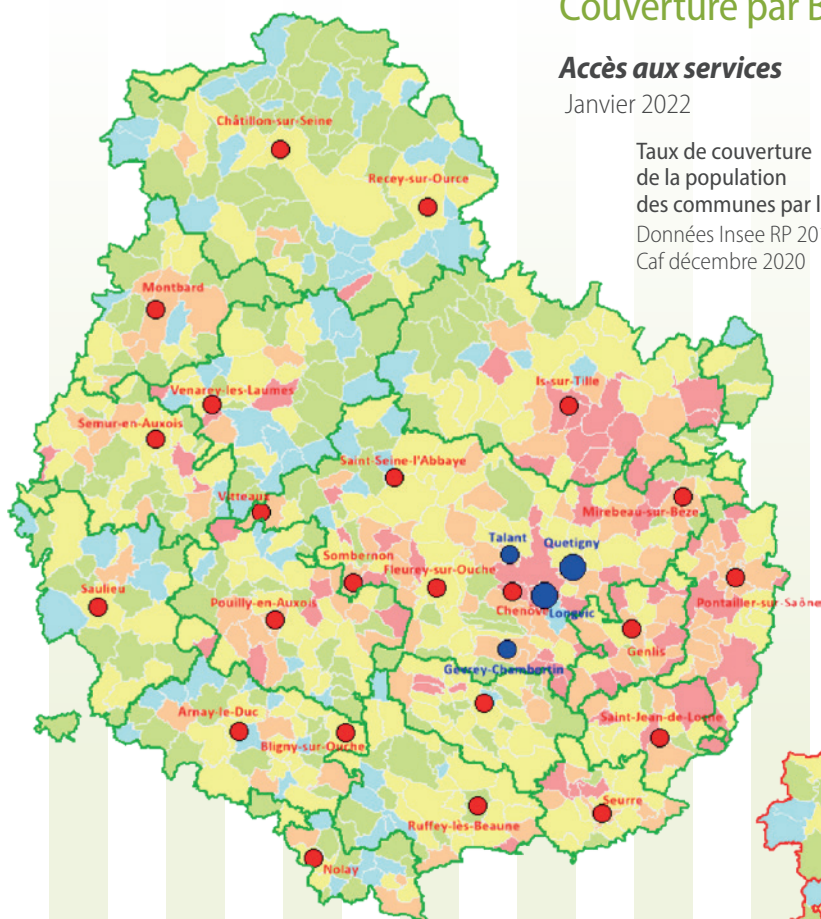 Couverture par
Accès aux services
Janvier 2022
Taux de couverture
de la population
des communes par
Données Insee RP 20
Caf décembre 2020
Châtillon-sur-Seine
Recey-sur-Ource
Montbard
Venarey-les-Laumes
Is-sur-Tille
Semur-en-Auxois
Saint-Seine-l'Abbaye
Vitteaux
Mirebeau-sur-Bèze
Talant
Quetigny
Sombernon
Fleurey-sur-Ouche
Saulieu
Pouilly-en-Auxois
Chenôve
Longvic
Pontailler-sur-Saône
Genlis
Gevrey-Chambertin
Arnay-le-Duc
Bligny-sur-Ouche
Saint-Jean-de-Losne
Seurre
Ruffey-lès-Beaune
Nolay